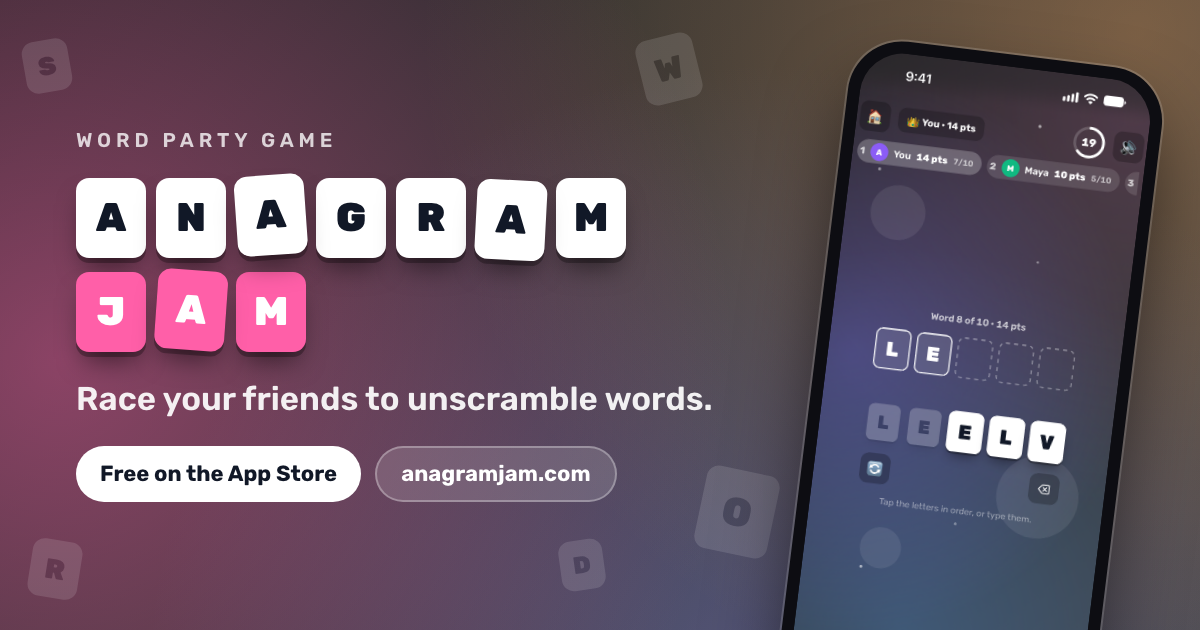 S
W
WORD PARTY GAME
ANAGRAM
JAM
Race your friends to unscramble words.
Free on the App Store
anagramjam.com
R
D
O
9:41
You · 14 pts
19
1 A You 14 pts 7/10
2 M Maya 10 pts 5/10
3
Word 8 of 10 · 14 pts
L E
L E E L V
Tap the letters in order, or type them.